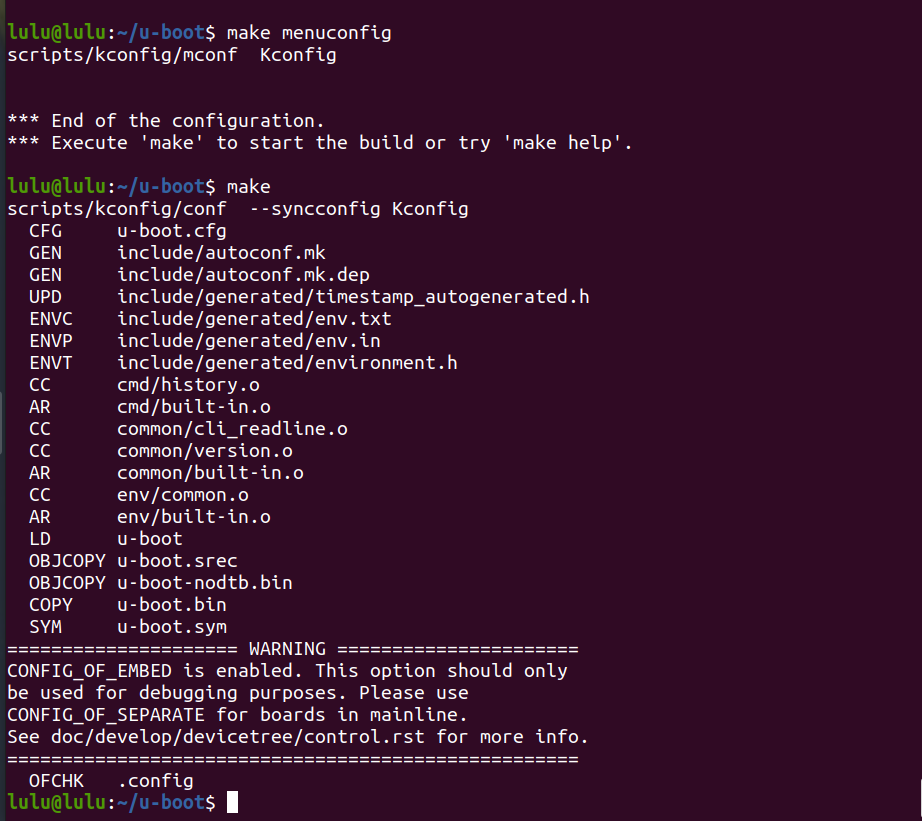 lulu@lulu:~/u-boot$ make menuconfig
scripts/kconfig/mconf  Kconfig
*** End of the configuration.
*** Execute 'make' to start the build or try 'make help'.
lulu@lulu:~/u-boot$ make
scripts/kconfig/conf  --syncconfig Kconfig
  CFG     u-boot.cfg
  GEN     include/autoconf.mk
  GEN     include/autoconf.mk.dep
  UPD     include/generated/timestamp_autogenerated.h
  ENVC    include/generated/env.txt
  ENVP    include/generated/env.in
  ENVT    include/generated/environment.h
  CC      cmd/history.o
  AR      cmd/built-in.o
  CC      common/cli_readline.o
  CC      common/version.o
  AR      common/built-in.o
  CC      env/common.o
  AR      env/built-in.o
  LD      u-boot
  OBJCOPY u-boot.srec
  OBJCOPY u-boot-nodtb.bin
  COPY    u-boot.bin
  SYM     u-boot.sym
===================== WARNING ======================
CONFIG_OF_EMBED is enabled. This option should only
be used for debugging purposes. Please use
CONFIG_OF_SEPARATE for boards in mainline.
See doc/develop/devicetree/control.rst for more info.
====================================================
  OFCHK   .config
lulu@lulu:~/u-boot$